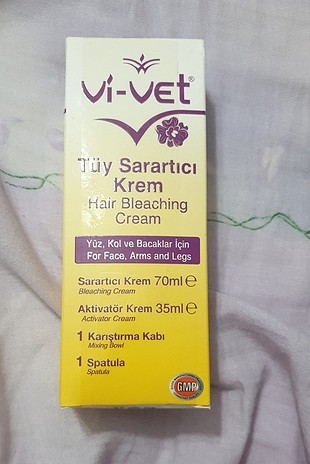 Vi-Vet®
Tüy Sarartıcı
Krem
Hair Bleaching
Cream
Yüz, Kol ve Bacaklar İçin
For Face, Arms and Legs
Sarartıcı Krem 70ml ℮
Bleaching Cream
Aktivatör Krem 35ml ℮
Activator Cream
1 Karıştırma Kabı
Mixing Bowl
1 Spatula
Spatula
GMP